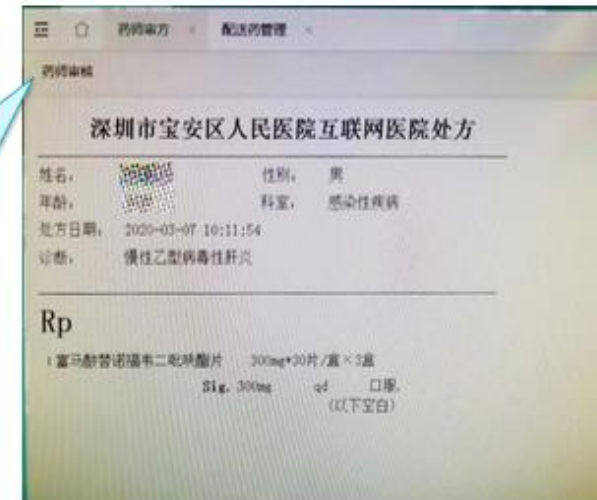 药师审方 × 配送药管理 ×
药师审核
深圳市宝安区人民医院互联网医院处方
姓名： 性别： 男
年龄： 科室： 感染性疾病
处方日期： 2020-03-07 10:11:54
诊断： 慢性乙型病毒性肝炎
Rp
1 富马酸替诺福韦二吡呋酯片 300mg*30片/盒×3盒
Sig. 300mg qd 口服.
(以下空白)